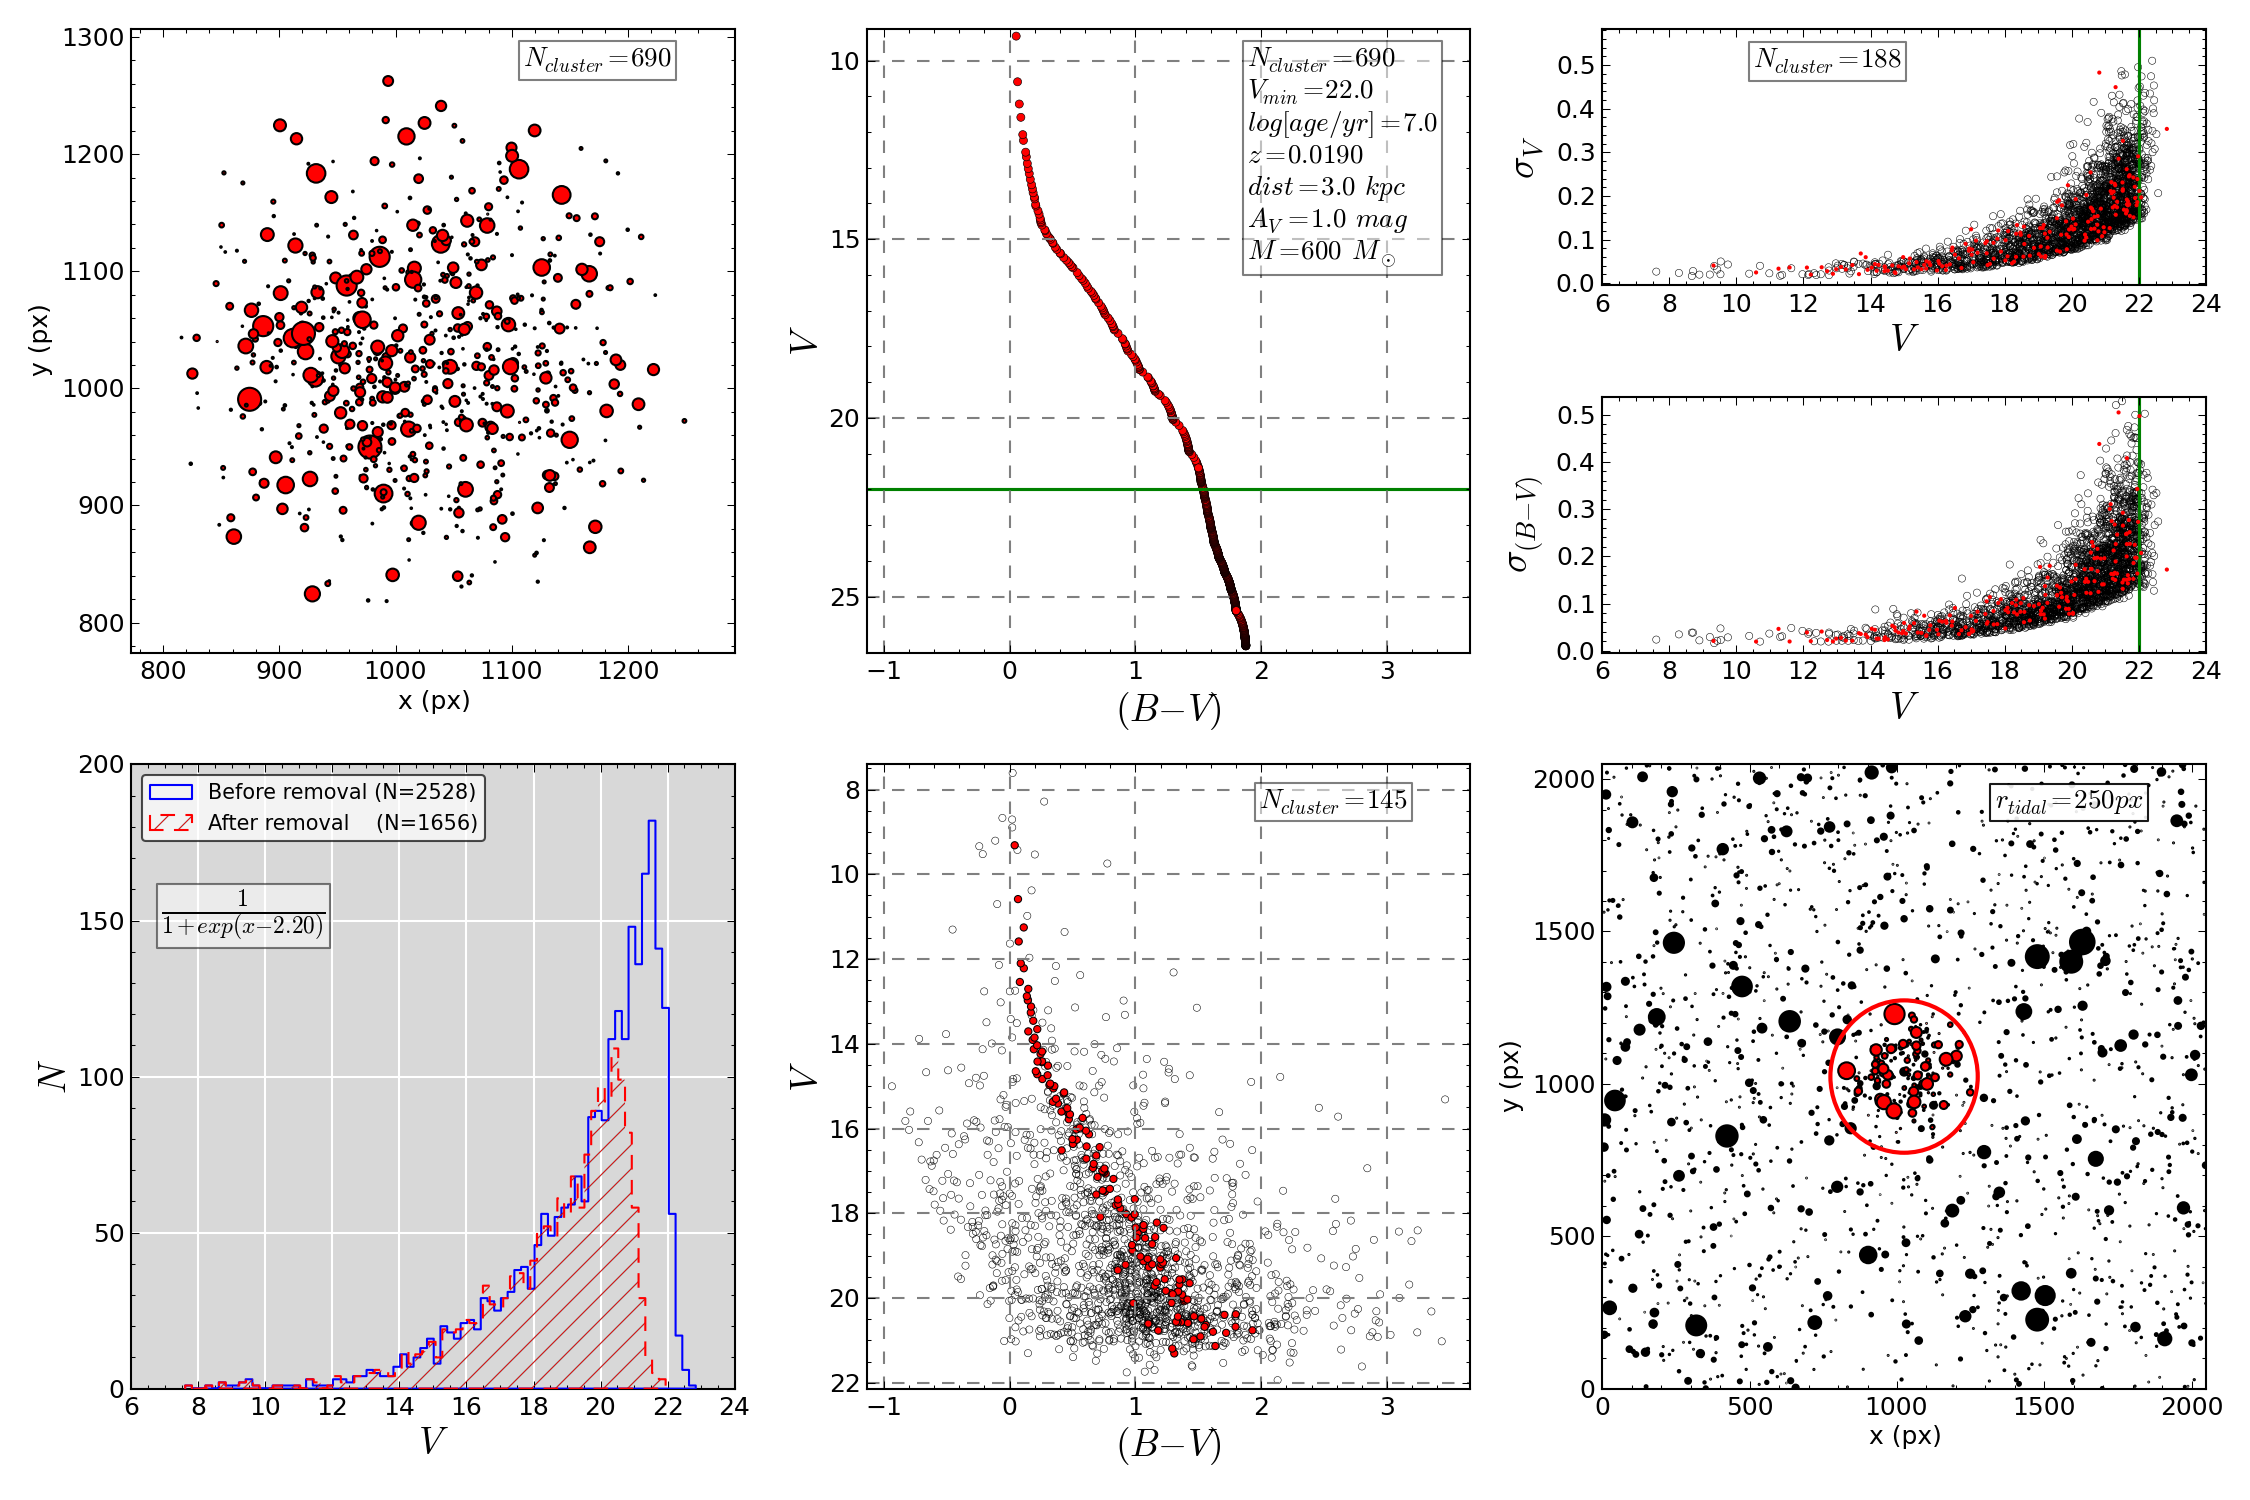 N_cluster=690
1300
1200
1100
1000
900
800
y (px)
800 900 1000 1100 1200
x (px)
N_cluster=690
V_min=22.0
log[age/yr]=7.0
z=0.0190
dist=3.0 kpc
A_V=1.0 mag
M=600 M_⊙
10
15
20
25
V
−1 0 1 2 3
(B−V)
N_cluster=188
0.5
0.4
0.3
0.2
0.1
0.0
σ_V
6 8 10 12 14 16 18 20 22 24
V
0.5
0.4
0.3
0.2
0.1
0.0
σ_(B−V)
6 8 10 12 14 16 18 20 22 24
V
200
150
100
50
0
N
Before removal (N=2528)
After removal (N=1656)
1
1+exp(x−2.20)
6 8 10 12 14 16 18 20 22 24
V
N_cluster=145
8
10
12
14
16
18
20
22
V
−1 0 1 2 3
(B−V)
r_tidal=250px
2000
1500
1000
500
0
y (px)
0 500 1000 1500 2000
x (px)